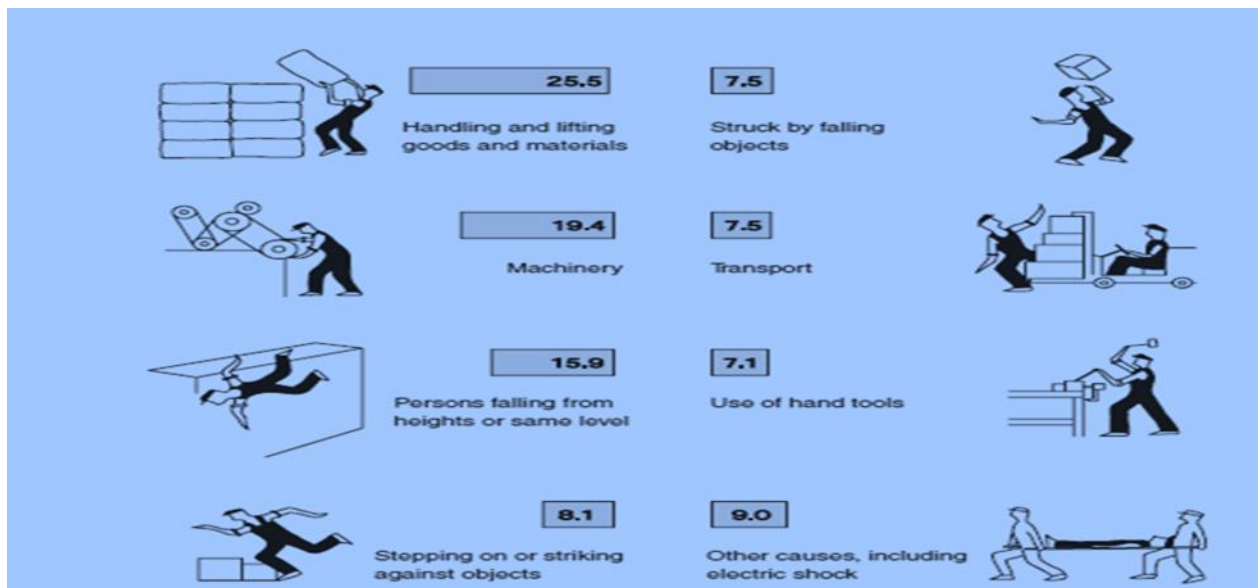 25.5
Handling and lifting
goods and materials
7.5
Struck by falling
objects
19.4
Machinery
7.5
Transport
15.9
Persons falling from
heights or same level
7.1
Use of hand tools
8.1
Stepping on or striking
against objects
9.0
Other causes, including
electric shock